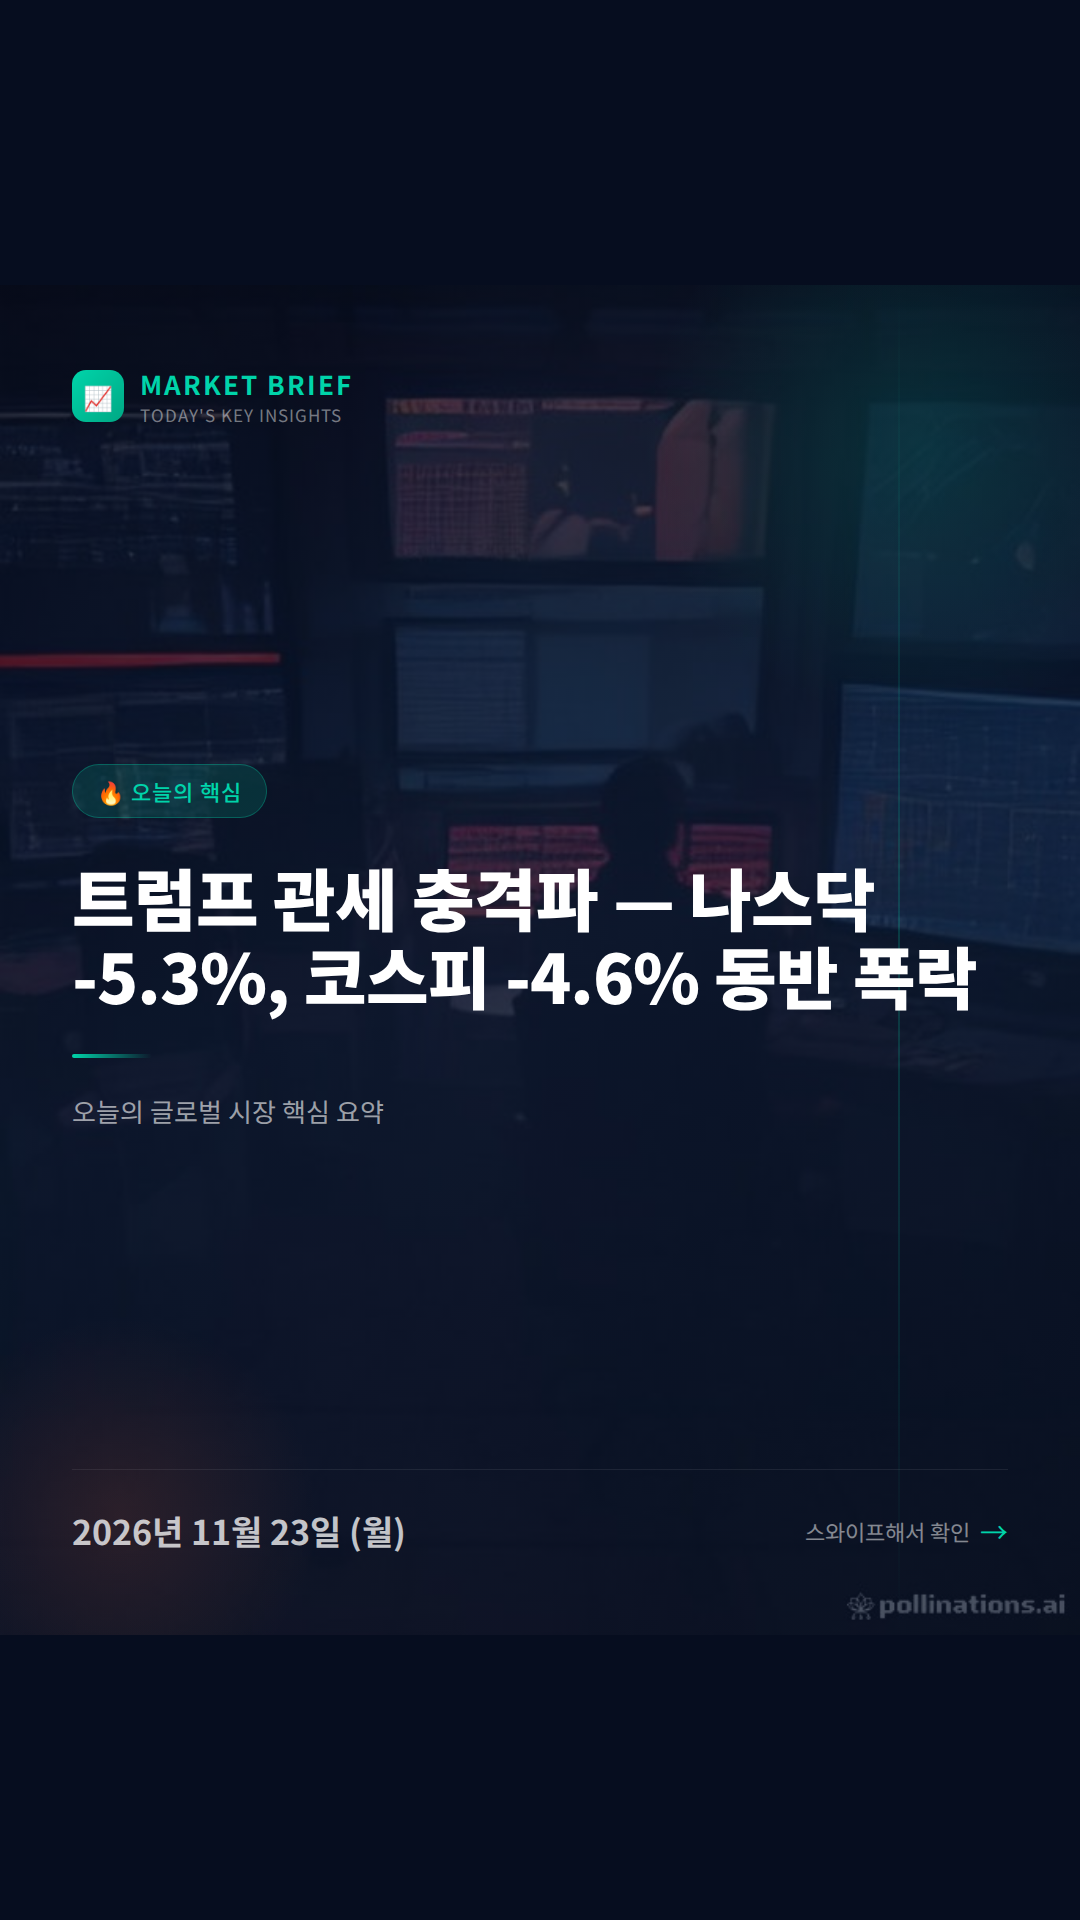 MARKET BRIEF
TODAY'S KEY INSIGHTS
🔥 오늘의 핵심
트럼프 관세 충격파 — 나스닥
-5.3%, 코스피 -4.6% 동반 폭락
오늘의 글로벌 시장 핵심 요약
2026년 11월 23일 (월)
스와이프해서 확인 →
pollinations.ai